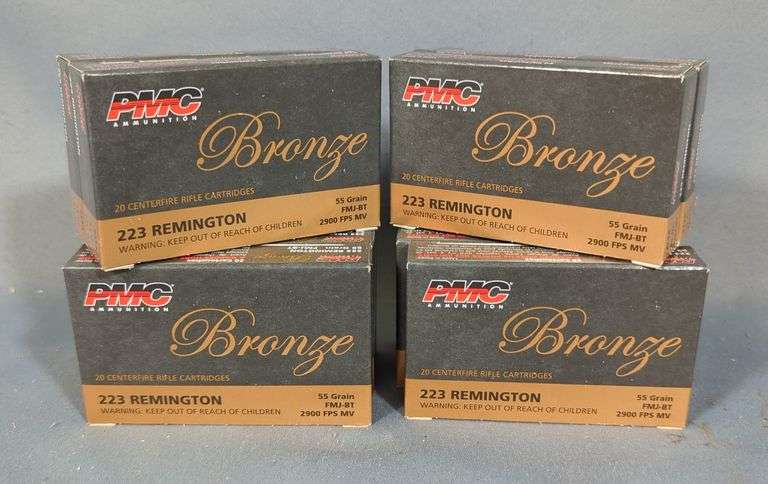 PMC®
AMMUNITION
Bronze
20 CENTERFIRE RIFLE CARTRIDGES
223 REMINGTON
WARNING: KEEP OUT OF REACH OF CHILDREN
55 Grain
FMJ-BT
2900 FPS MV
PMC®
AMMUNITION
Bronze
20 CENTERFIRE RIFLE CARTRIDGES
223 REMINGTON
WARNING: KEEP OUT OF REACH OF CHILDREN
55 Grain
FMJ-BT
2900 FPS MV
PMC®
AMMUNITION
Bronze
20 CENTERFIRE RIFLE CARTRIDGES
223 REMINGTON
WARNING: KEEP OUT OF REACH OF CHILDREN
55 Grain
FMJ-BT
2900 FPS MV
PMC®
AMMUNITION
Bronze
20 CENTERFIRE RIFLE CARTRIDGES
223 REMINGTON
WARNING: KEEP OUT OF REACH OF CHILDREN
55 Grain
FMJ-BT
2900 FPS MV